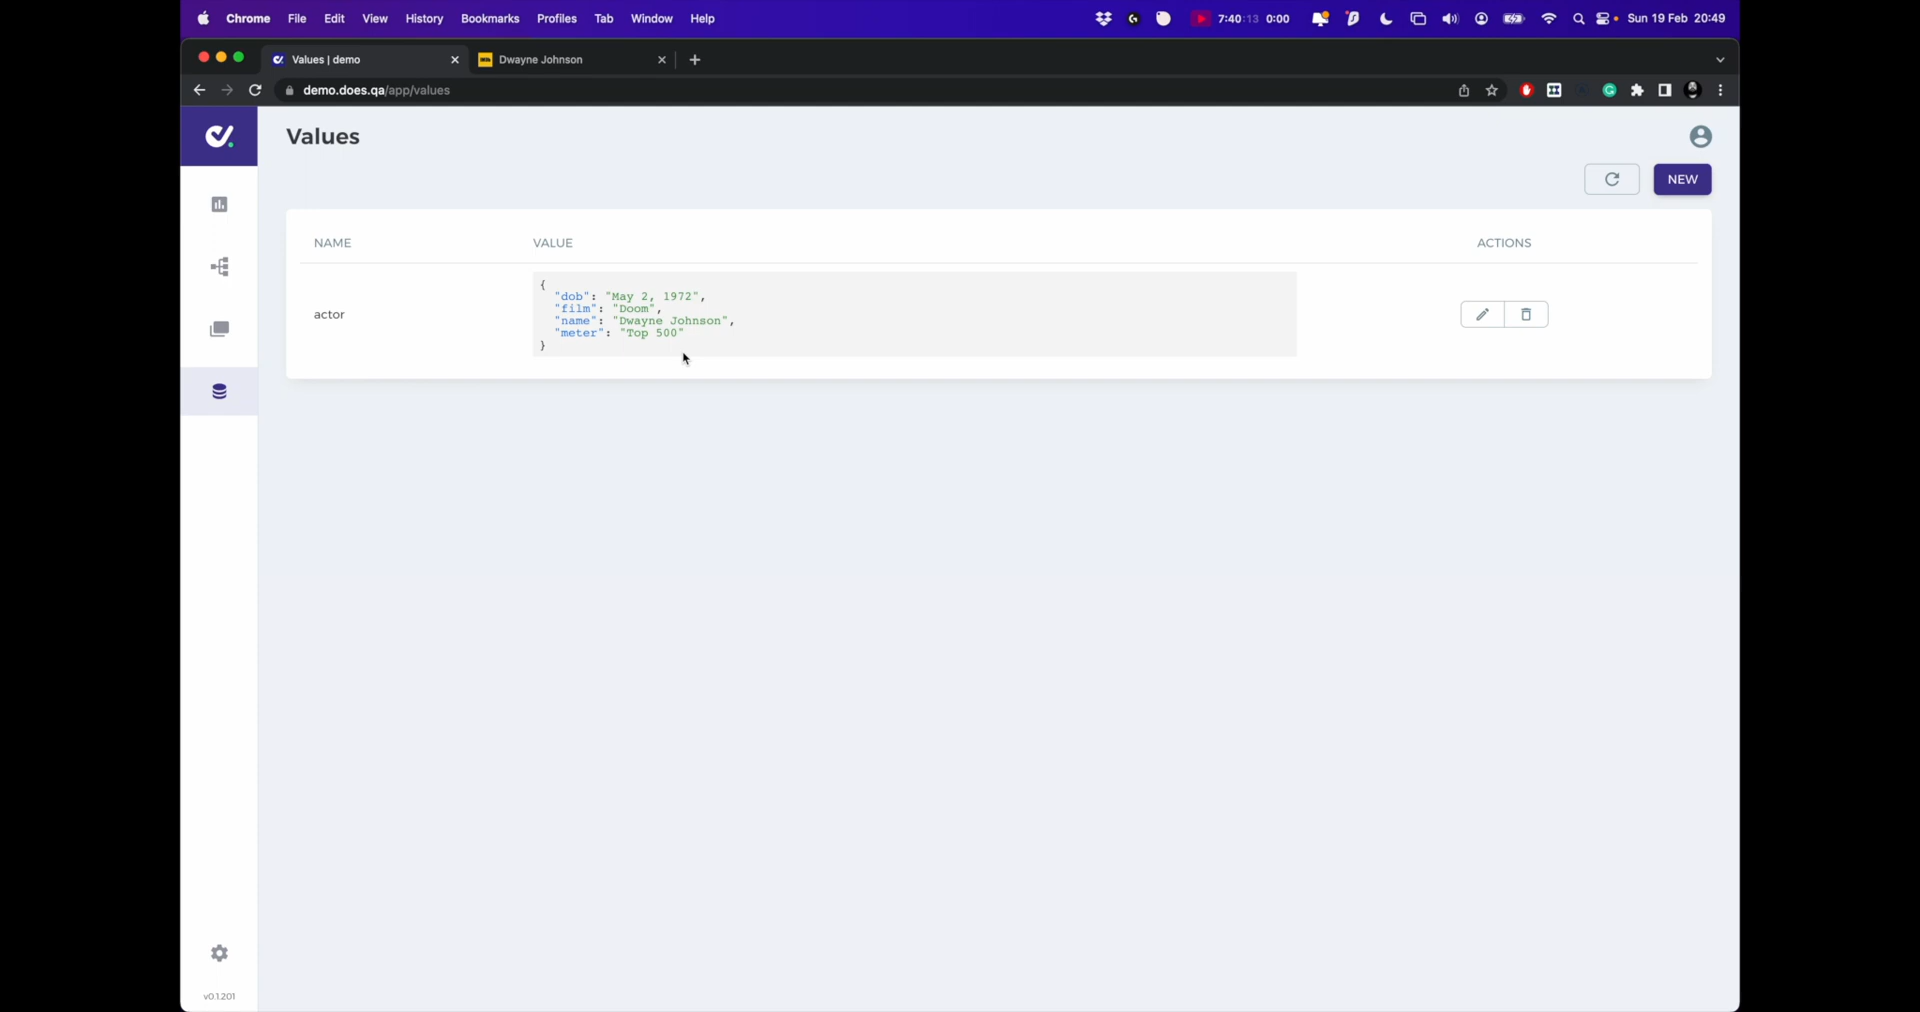 Chrome File Edit View History Bookmarks Profiles Tab Window Help 7:40:13 0:00 Sun 19 Feb 20:49
Values | demo Dwayne Johnson
demo.does.qa/app/values
Values
NEW
NAME VALUE ACTIONS
actor
{
"dob": "May 2, 1972",
"film": "Doom",
"name": "Dwayne Johnson",
"meter": "Top 500"
}
v0.1.201